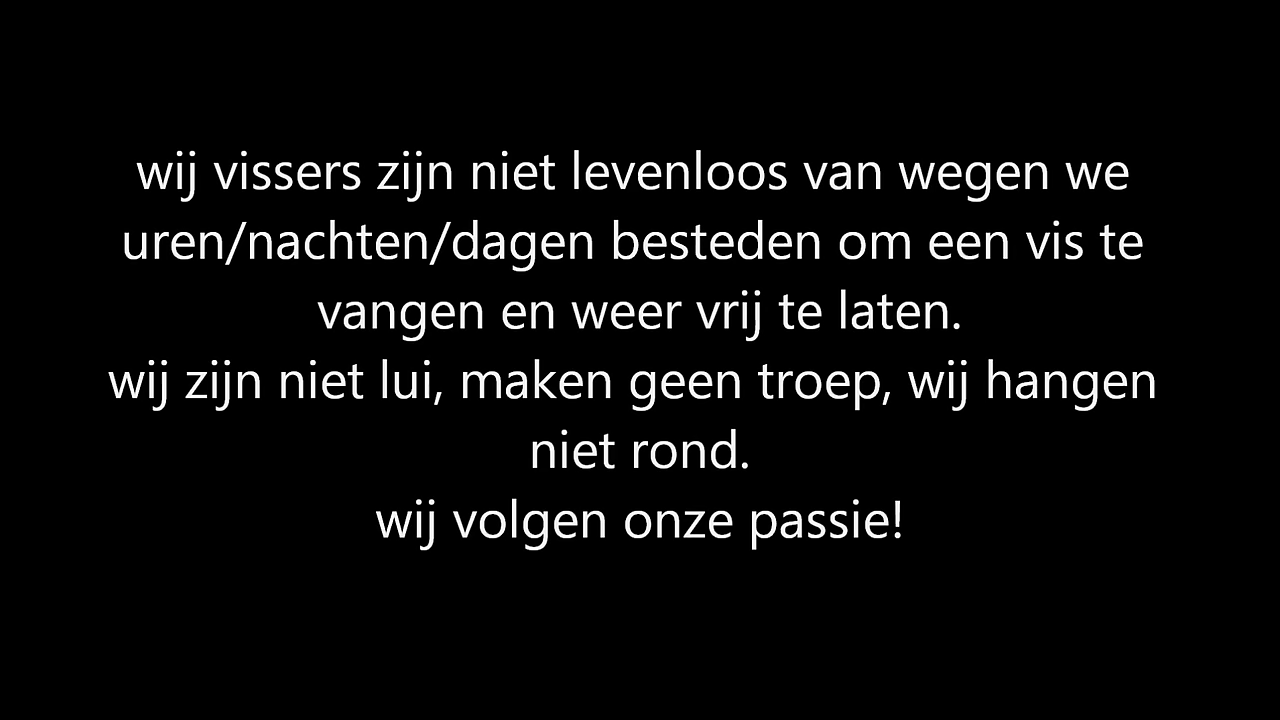 wij vissers zijn niet levenloos van wegen we
uren/nachten/dagen besteden om een vis te
vangen en weer vrij te laten.
wij zijn niet lui, maken geen troep, wij hangen
niet rond.
wij volgen onze passie!